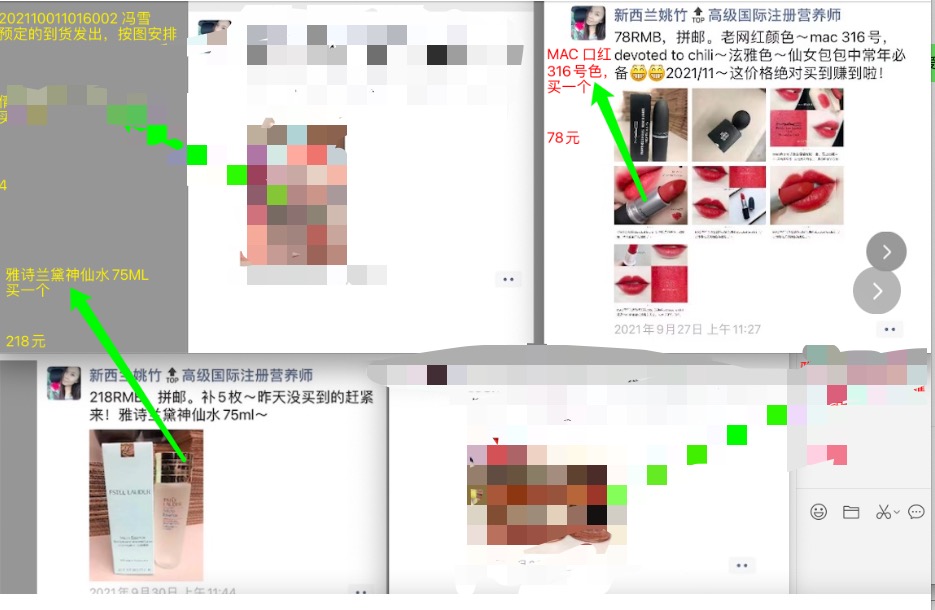 202110011016002 冯雪
预定的到货发出，按图安排
雅诗兰黛神仙水75ML
买一个
218元
新西兰姚竹 TOP 高级国际注册营养师
78RMB，拼邮。老网红颜色～mac 316号，
devoted to chili～泫雅色～仙女包包中常年必
备😁😁2021/11～这价格绝对买到赚到啦！
MAC 口红
316号色，
买一个
78元
2021年9月27日 上午11:27
新西兰姚竹 TOP 高级国际注册营养师
218RMB，拼邮。补5枚～昨天没买到的赶紧
来！雅诗兰黛神仙水75ml～
ESTEE LAUDER
2021年9月30日 上午11:44